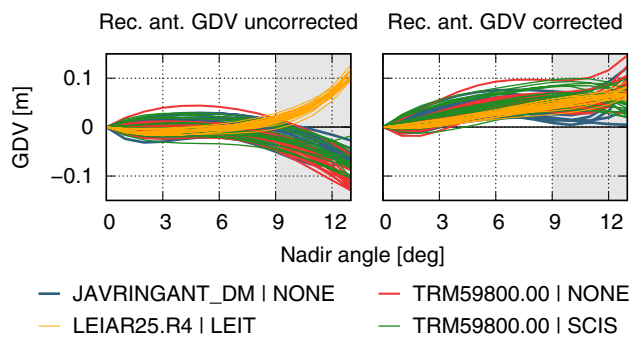 Rec. ant. GDV uncorrected Rec. ant. GDV corrected
0.1
0
−0.1
GDV [m]
0 3 6 9 12 0 3 6 9 12
Nadir angle [deg]
JAVRINGANT_DM | NONE TRM59800.00 | NONE
LEIAR25.R4 | LEIT TRM59800.00 | SCIS